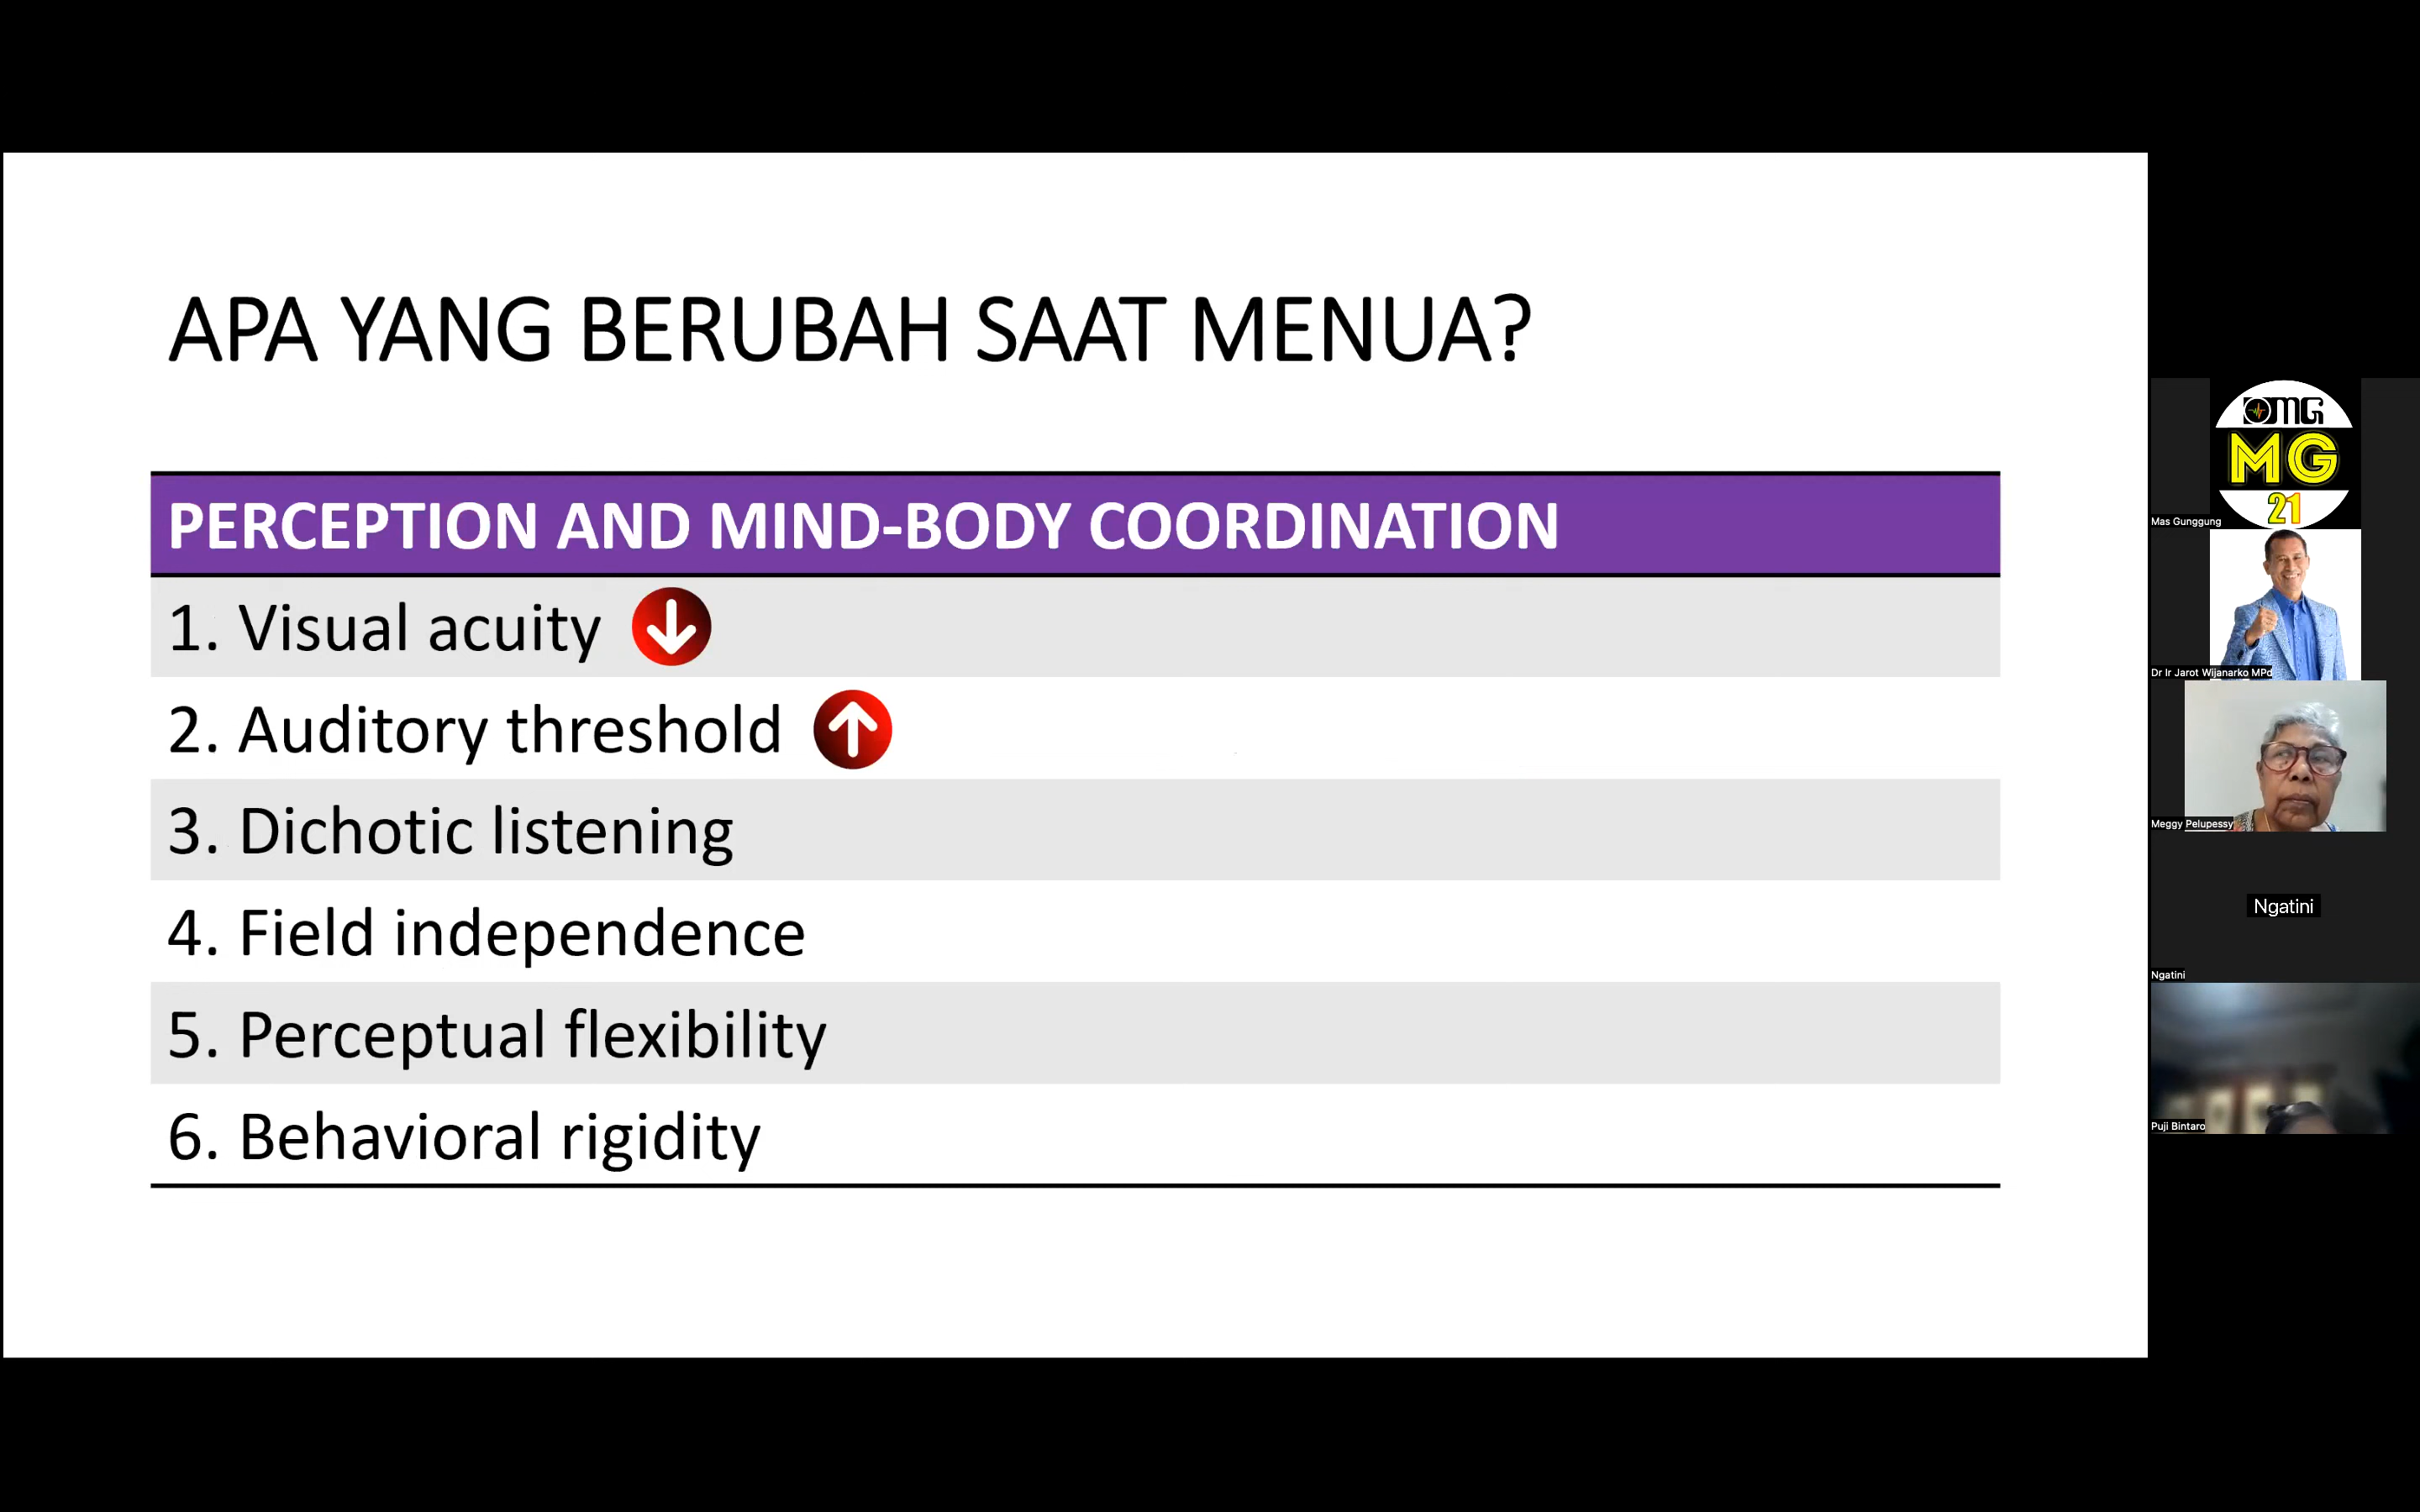 APA YANG BERUBAH SAAT MENUA?
PERCEPTION AND MIND-BODY COORDINATION
1. Visual acuity
2. Auditory threshold
3. Dichotic listening
4. Field independence
5. Perceptual flexibility
6. Behavioral rigidity
OMG
MG
21
Mas Gunggung
Dr Ir Jarot Wijanarko MPd
Meggy Pelupessy
Ngatini
Ngatini
Puji Bintaro